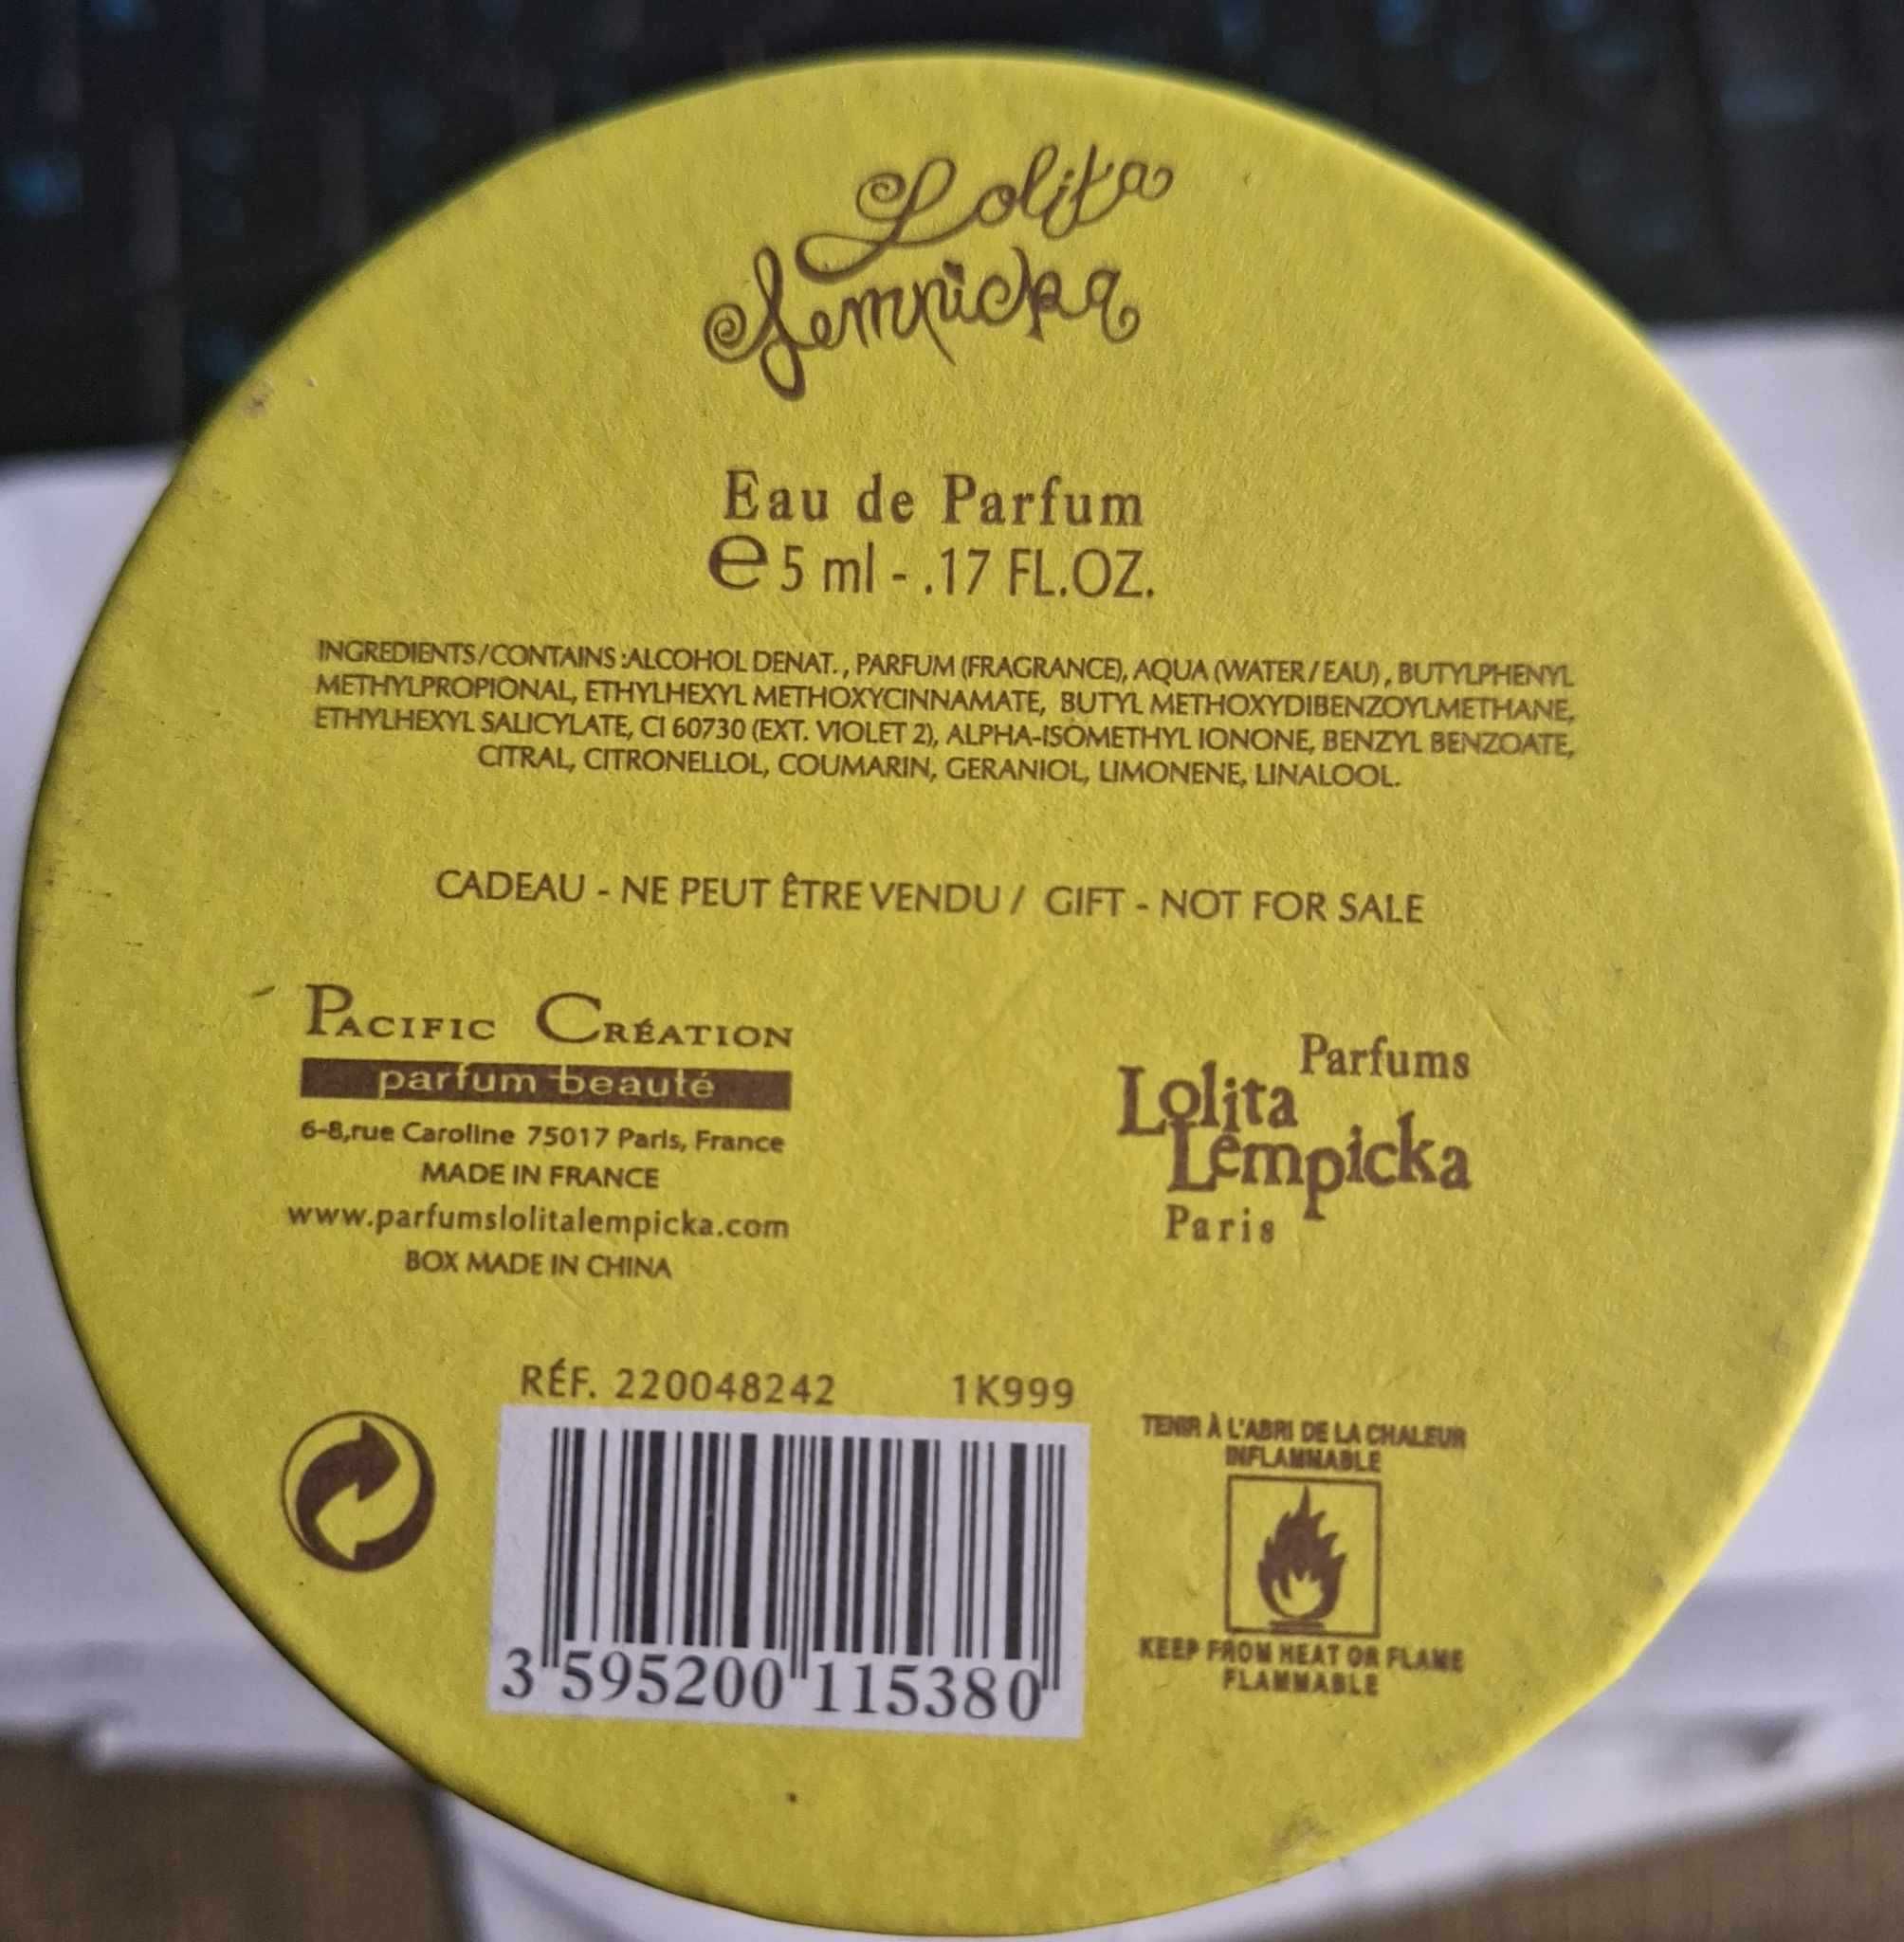 Lolita
Lempicka
Eau de Parfum
℮ 5 ml - .17 FL.OZ.
INGREDIENTS/CONTAINS :ALCOHOL DENAT., PARFUM (FRAGRANCE), AQUA (WATER/EAU), BUTYLPHENYL
METHYLPROPIONAL, ETHYLHEXYL METHOXYCINNAMATE, BUTYL METHOXYDIBENZOYLMETHANE,
ETHYLHEXYL SALICYLATE, CI 60730 (EXT. VIOLET 2), ALPHA-ISOMETHYL IONONE, BENZYL BENZOATE,
CITRAL, CITRONELLOL, COUMARIN, GERANIOL, LIMONENE, LINALOOL.
CADEAU - NE PEUT ÊTRE VENDU / GIFT - NOT FOR SALE
PACIFIC CRÉATION
parfum beauté
6-8,rue Caroline 75017 Paris, France
MADE IN FRANCE
www.parfumslolitalempicka.com
BOX MADE IN CHINA
Parfums
Lolita
Lempicka
Paris
RÉF. 220048242 1K999
3 595200 115380
TENIR À L'ABRI DE LA CHALEUR
INFLAMMABLE
KEEP FROM HEAT OR FLAME
FLAMMABLE